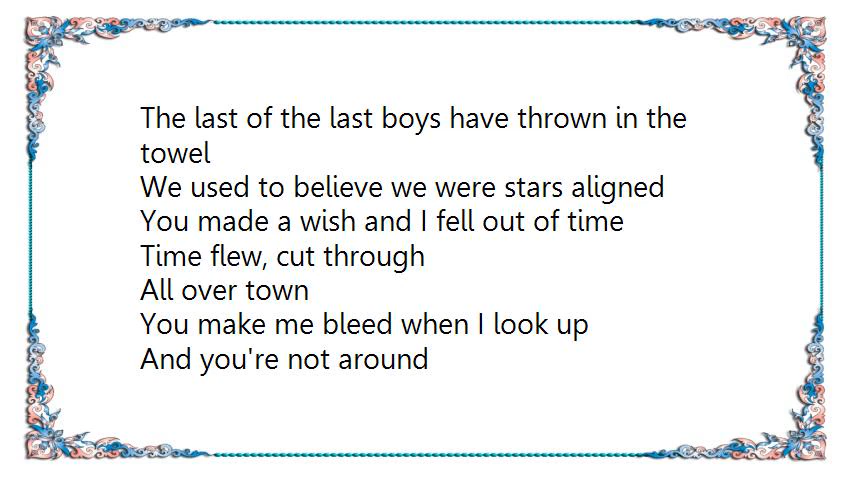 The last of the last boys have thrown in the
towel
We used to believe we were stars aligned
You made a wish and I fell out of time
Time flew, cut through
All over town
You make me bleed when I look up
And you're not around